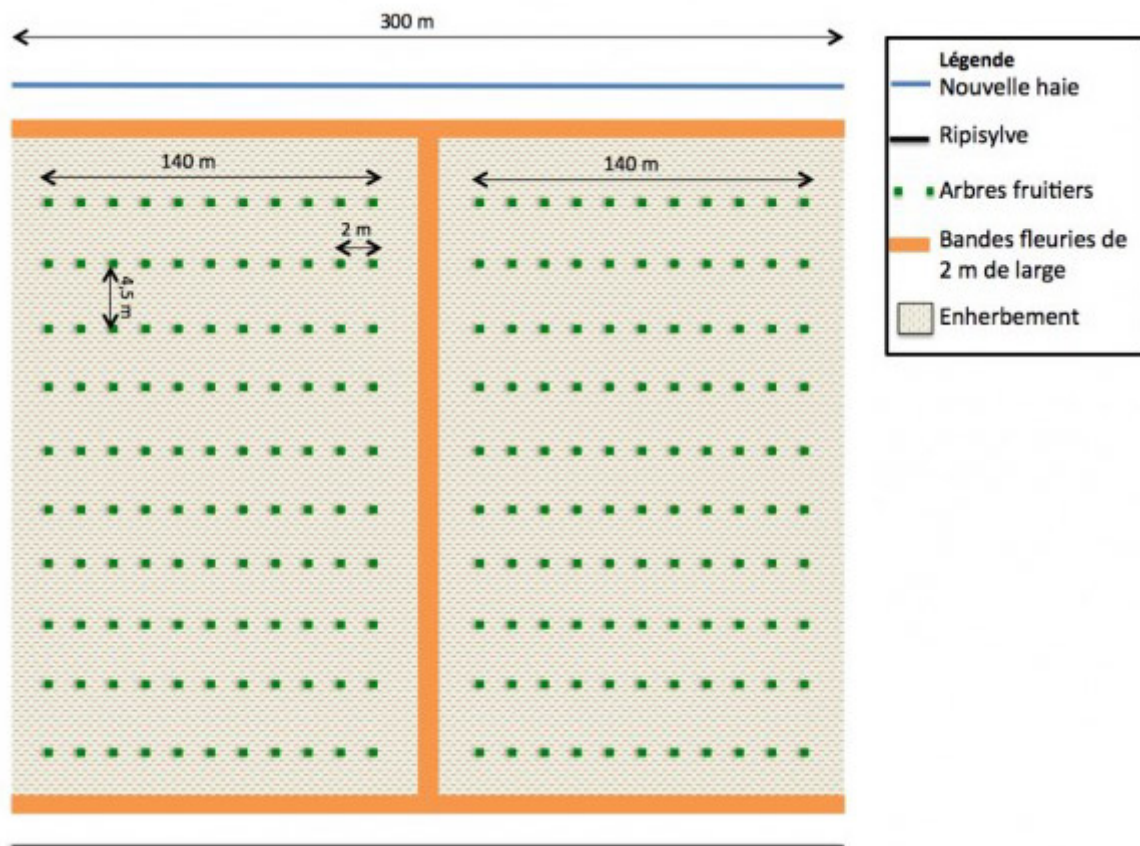 300 m
Légende
Nouvelle haie
140 m
140 m
Ripisylve
2 m
Arbres fruitiers
4,5 m
Bandes fleuries de
2 m de large
Enherbement